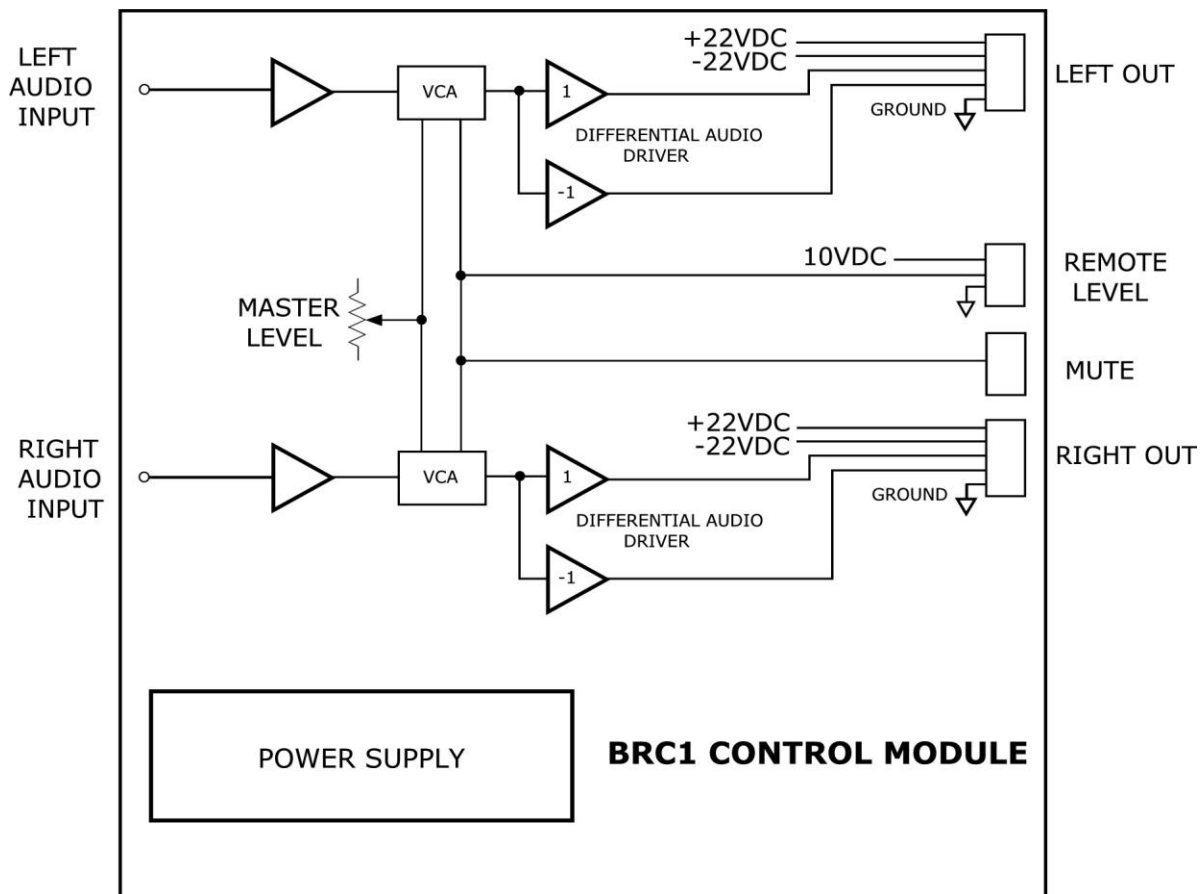 LEFT
AUDIO
INPUT
VCA
1
-1
DIFFERENTIAL AUDIO
DRIVER
+22VDC
-22VDC
GROUND
LEFT OUT
10VDC
REMOTE
LEVEL
MASTER
LEVEL
MUTE
RIGHT
AUDIO
INPUT
VCA
1
-1
DIFFERENTIAL AUDIO
DRIVER
+22VDC
-22VDC
GROUND
RIGHT OUT
POWER SUPPLY
BRC1 CONTROL MODULE